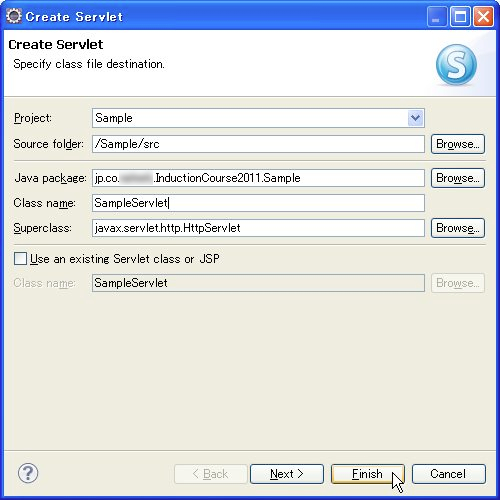 Create Servlet
Create Servlet
Specify class file destination.
S
Project: Sample
Source folder: /Sample/src Browse...
Java package: jp.co. .InductionCourse2011.Sample Browse...
Class name: SampleServlet
Superclass: javax.servlet.http.HttpServlet Browse...
Use an existing Servlet class or JSP
Class name: SampleServlet Browse...
? < Back Next > Finish Cancel